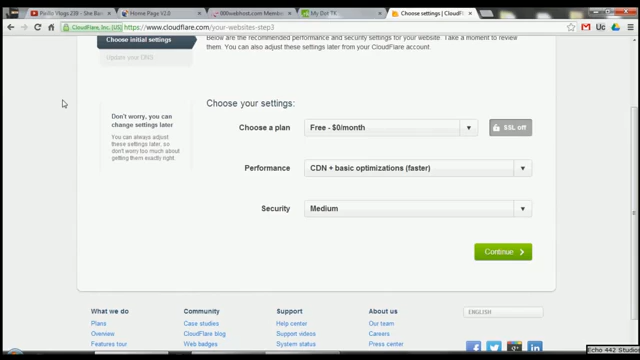 Pacific Vlogs 239 - She Ban
Home Page V2.0
000webhost.com Membe
My Dot TK
Choose settings | CloudFlar
CloudFlare, Inc. [US]
https://www.cloudflare.com/your-websites-step3
Choose initial settings
Update your DNS
Below are the recommended performance and security settings for your website. Take a moment to review
them. You can also adjust these settings later from your CloudFlare account.
Don't worry, you can
change settings later
You can always adjust
these settings later, so
don't worry too much about
getting them exactly right.
Choose your settings:
Choose a plan
Free - $0/month
SSL off
Performance
CDN + basic optimizations (faster)
Security
Medium
Continue
What we do
Plans
Overview
Features tour
Community
Case studies
CloudFlare blog
Web badges
Support
Help center
Support videos
System status
About us
Our team
Careers
Press center
ENGLISH
Echo 442 Studios